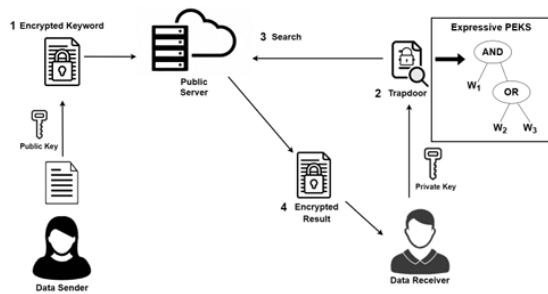 1 Encrypted Keyword
Public Key
Data Sender
Public
Server
3 Search
2 Trapdoor
Expressive PEKS
AND
W1
OR
W2 W3
Private Key
4 Encrypted
Result
Data Receiver